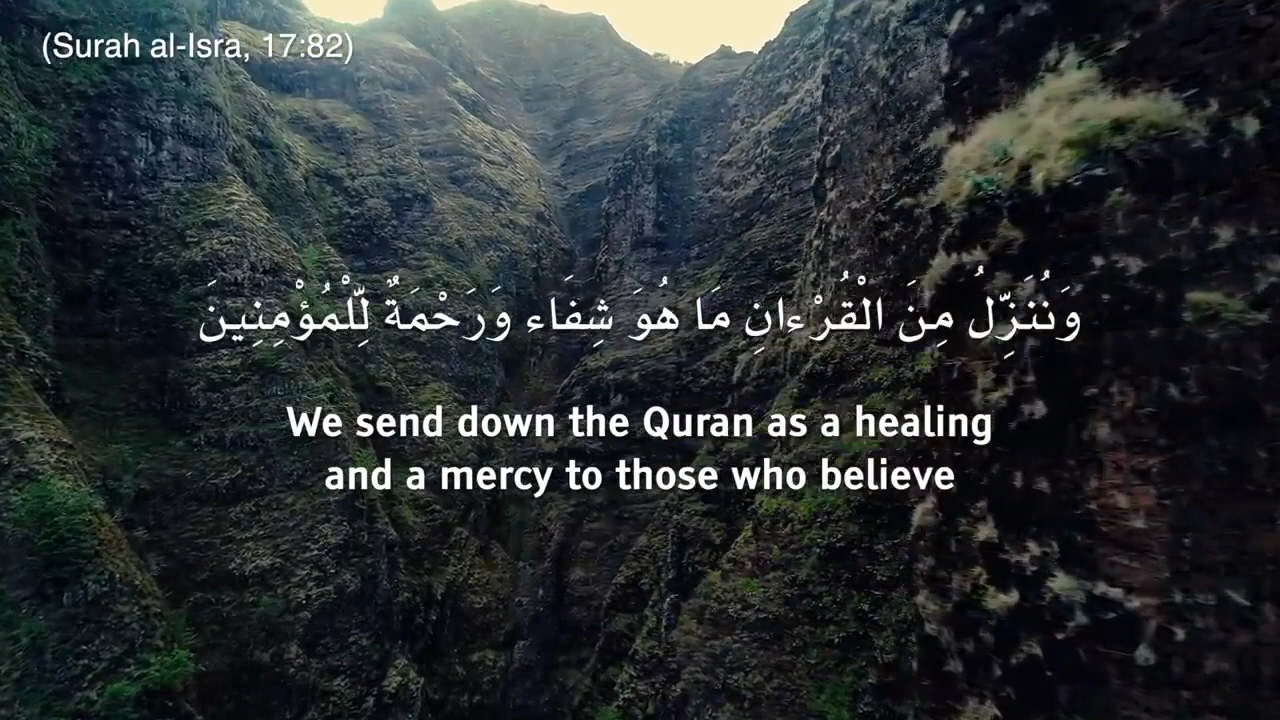 (Surah al-Isra, 17:82)
وَنُنَزِّلُ مِنَ الْقُرْءانِ مَا هُوَ شِفَاء وَرَحْمَةٌ لِّلْمُؤْمِنِينَ
We send down the Quran as a healing
and a mercy to those who believe